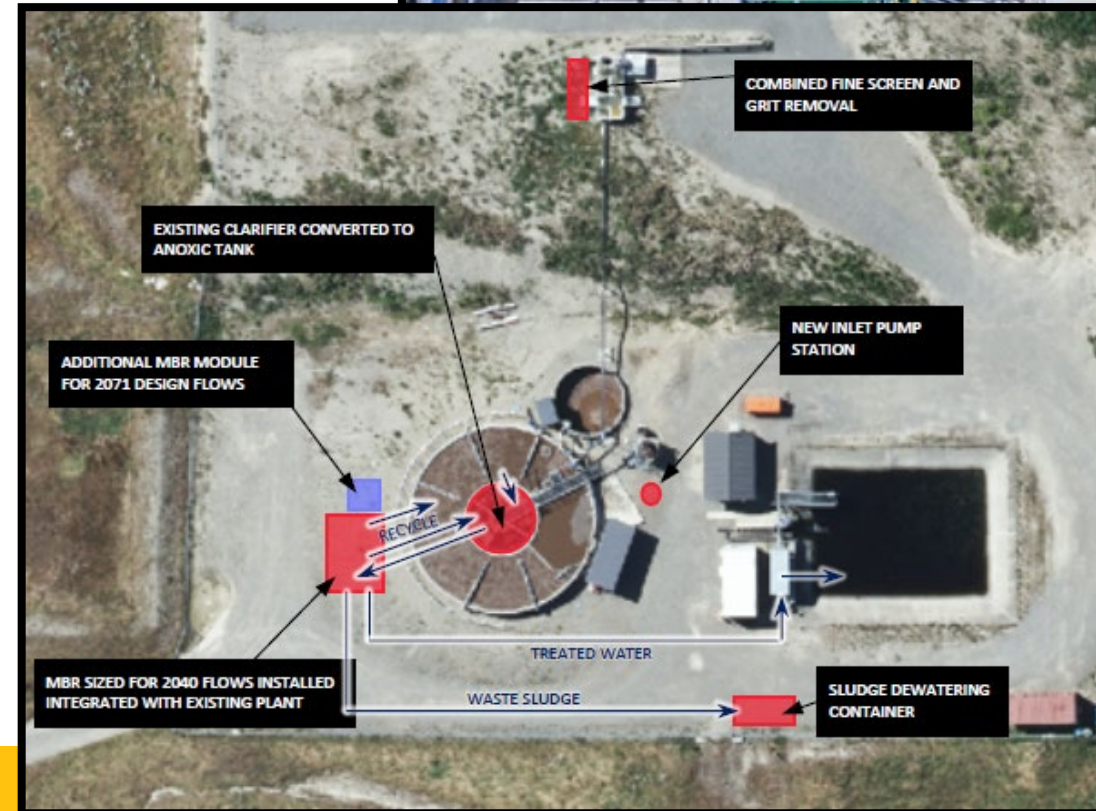 COMBINED FINE SCREEN AND
GRIT REMOVAL
EXISTING CLARIFIER CONVERTED TO
ANOXIC TANK
NEW INLET PUMP
STATION
ADDITIONAL MBR MODULE
FOR 2071 DESIGN FLOWS
RECYCLE
TREATED WATER
MBR SIZED FOR 2040 FLOWS INSTALLED
INTEGRATED WITH EXISTING PLANT
WASTE SLUDGE
SLUDGE DEWATERING
CONTAINER